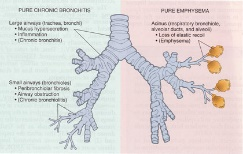 PURE CHRONIC BRONCHITIS
Large airways (trachea, bronchi)
• Mucus hypersecretion
• Inflammation
• (Chronic bronchitis)
Small airways (bronchioles)
• Peribronchiolar fibrosis
• Airway obstruction
• (Chronic bronchiolitis)
PURE EMPHYSEMA
Acinus (respiratory bronchiole,
alveolar ducts, and alveoli)
• Loss of elastic recoil
• (Emphysema)